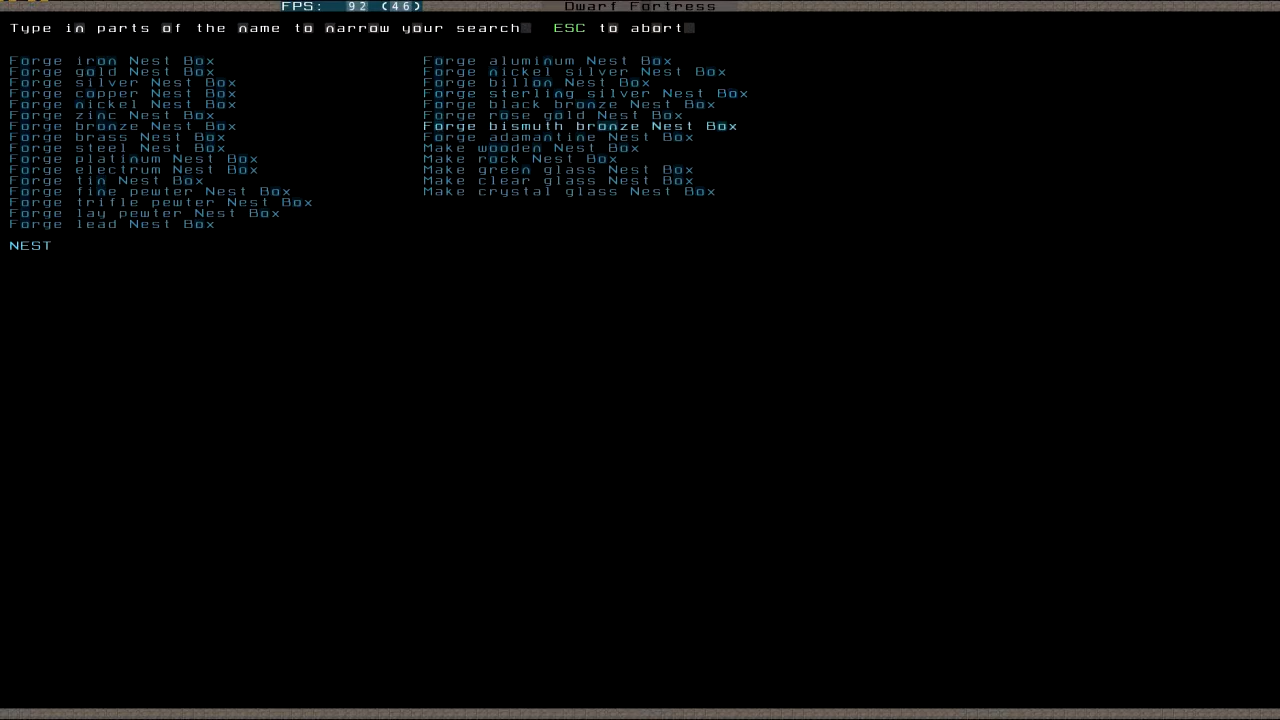 FPS: 92 (46) Dwarf Fortress
Type in parts of the name to narrow your search ESC to abort
Forge iron Nest Box
Forge gold Nest Box
Forge silver Nest Box
Forge copper Nest Box
Forge nickel Nest Box
Forge zinc Nest Box
Forge bronze Nest Box
Forge brass Nest Box
Forge steel Nest Box
Forge platinum Nest Box
Forge electrum Nest Box
Forge tin Nest Box
Forge fine pewter Nest Box
Forge trifle pewter Nest Box
Forge lay pewter Nest Box
Forge lead Nest Box
Forge aluminum Nest Box
Forge nickel silver Nest Box
Forge billon Nest Box
Forge sterling silver Nest Box
Forge black bronze Nest Box
Forge rose gold Nest Box
Forge bismuth bronze Nest Box
Forge adamantine Nest Box
Make wooden Nest Box
Make rock Nest Box
Make green glass Nest Box
Make clear glass Nest Box
Make crystal glass Nest Box
NEST